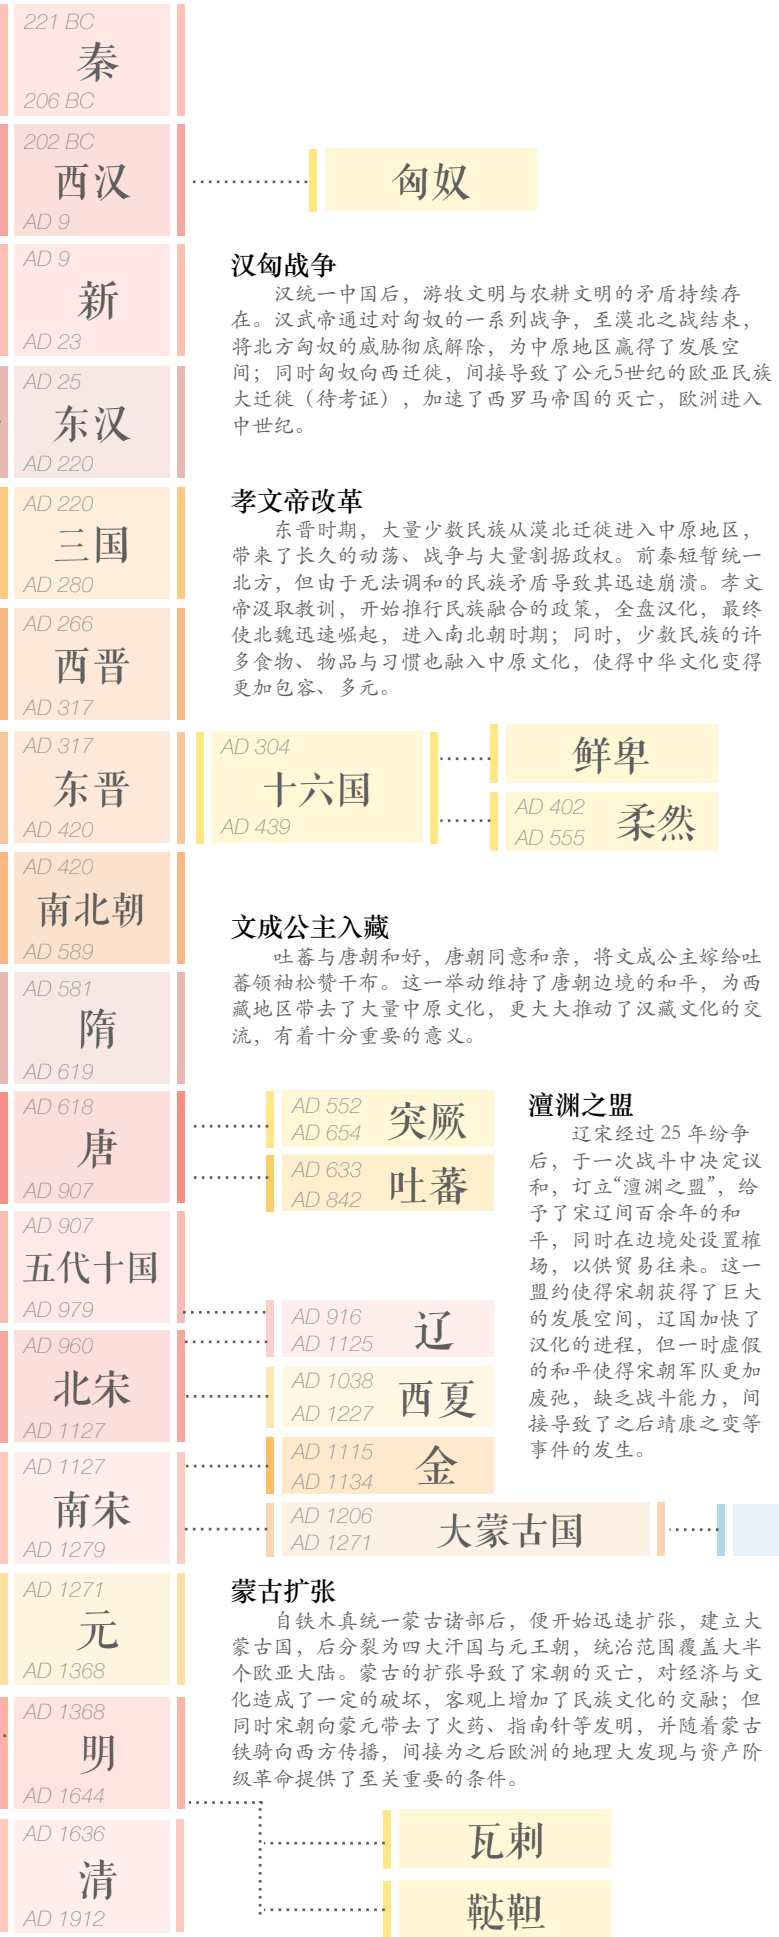 221 BC
秦
206 BC
202 BC
西汉
AD 9
匈奴
AD 9
新
AD 23
汉匈战争
汉统一中国后，游牧文明与农耕文明的矛盾持续存
在。汉武帝通过对匈奴的一系列战争，至漠北之战结束，
将北方匈奴的威胁彻底解除，为中原地区赢得了发展空
间；同时匈奴向西迁徙，间接导致了公元5世纪的欧亚民族
大迁徙（待考证），加速了西罗马帝国的灭亡，欧洲进入
中世纪。
AD 25
东汉
AD 220
AD 220
三国
AD 280
孝文帝改革
东晋时期，大量少数民族从漠北迁徙进入中原地区，
带来了长久的动荡、战争与大量割据政权。前秦短暂统一
北方，但由于无法调和的民族矛盾导致其迅速崩溃。孝文
帝汲取教训，开始推行民族融合的政策，全盘汉化，最终
使北魏迅速崛起，进入南北朝时期；同时，少数民族的许
多食物、物品与习惯也融入中原文化，使得中华文化变得
更加包容、多元。
AD 266
西晋
AD 317
AD 317
东晋
AD 420
AD 304
十六国
AD 439
鲜卑
AD 402
柔然
AD 555
AD 420
南北朝
AD 589
文成公主入藏
吐蕃与唐朝和好，唐朝同意和亲，将文成公主嫁给吐
蕃领袖松赞干布。这一举动维持了唐朝边境的和平，为西
藏地区带去了大量中原文化，更大大推动了汉藏文化的交
流，有着十分重要的意义。
AD 581
隋
AD 619
AD 618
唐
AD 907
AD 552
突厥
AD 654
AD 633
吐蕃
AD 842
澶渊之盟
辽宋经过 25 年纷争
后，于一次战斗中决定议
和，订立“澶渊之盟”，给
予了宋辽间百余年的和
平，同时在边境处设置榷
场，以供贸易往来。这一
盟约使得宋朝获得了巨大
的发展空间，辽国加快了
汉化的进程，但一时虚假
的和平使得宋朝军队更加
废弛，缺乏战斗能力，间
接导致了之后靖康之变等
事件的发生。
AD 907
五代十国
AD 979
AD 916
辽
AD 1125
AD 960
北宋
AD 1127
AD 1038
西夏
AD 1227
AD 1115
金
AD 1134
AD 1127
南宋
AD 1279
AD 1206
大蒙古国
AD 1271
AD 1271
元
AD 1368
蒙古扩张
自铁木真统一蒙古诸部后，便开始迅速扩张，建立大
蒙古国，后分裂为四大汗国与元王朝，统治范围覆盖大半
个欧亚大陆。蒙古的扩张导致了宋朝的灭亡，对经济与文
化造成了一定的破坏，客观上增加了民族文化的交融；但
同时宋朝向蒙元带去了火药、指南针等发明，并随着蒙古
铁骑向西方传播，间接为之后欧洲的地理大发现与资产阶
级革命提供了至关重要的条件。
AD 1368
明
AD 1644
瓦剌
AD 1636
清
AD 1912
鞑靼